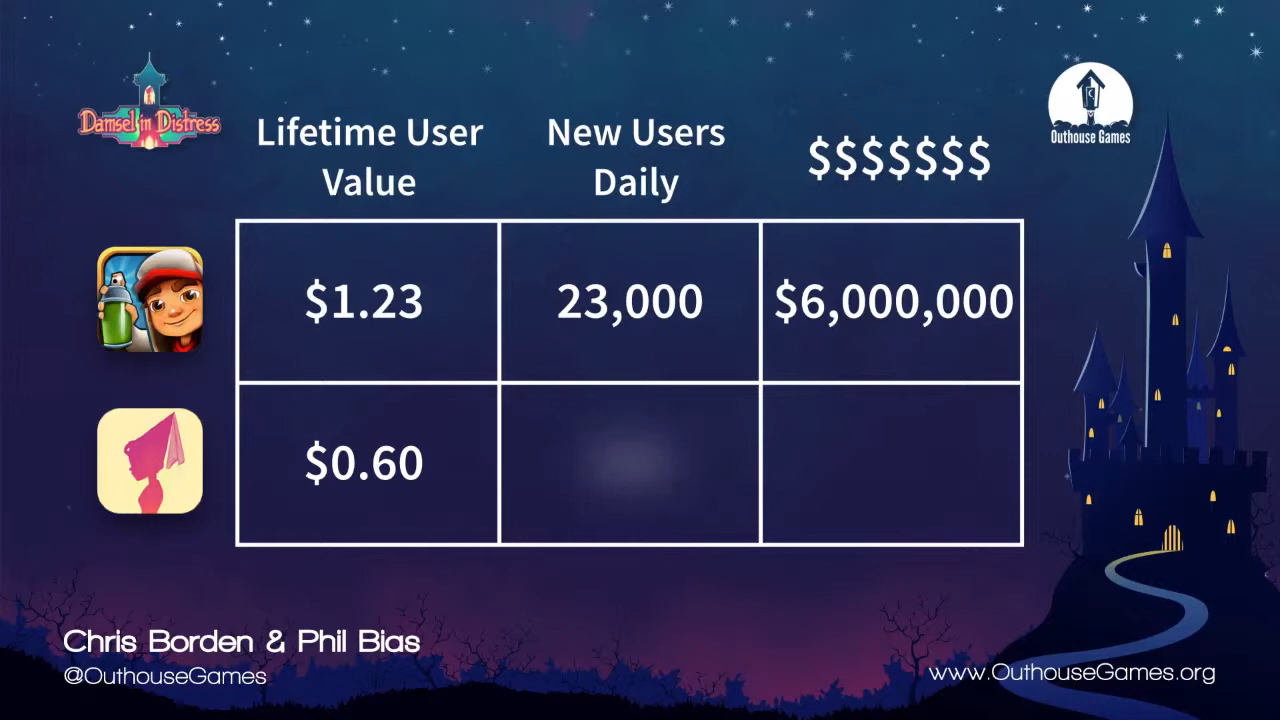 Damsel in Distress
Outhouse Games
Lifetime User
Value
New Users
Daily
$$$$$$$
$1.23
23,000
$6,000,000
$0.60
Chris Borden & Phil Bias
@OuthouseGames
www.OuthouseGames.org